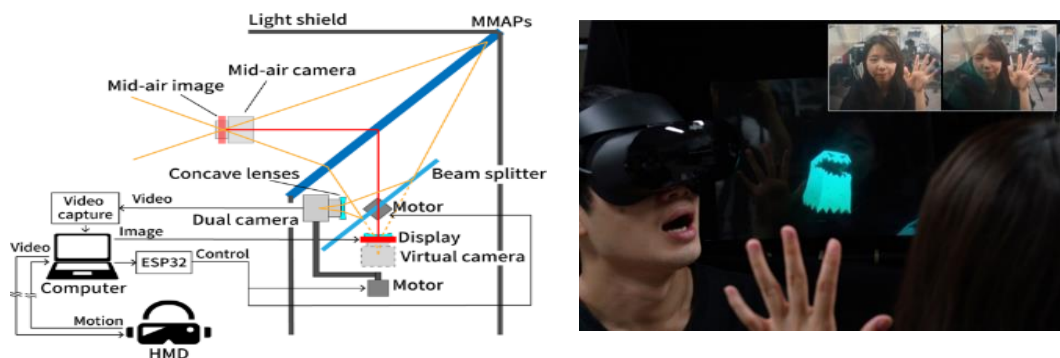 Light shield
MMAPs
Mid-air camera
Mid-air image
Concave lenses
Beam splitter
Video
capture
Video
Dual camera
Motor
Image
Display
Video
Virtual camera
ESP32
Control
Computer
Motor
Motion
HMD